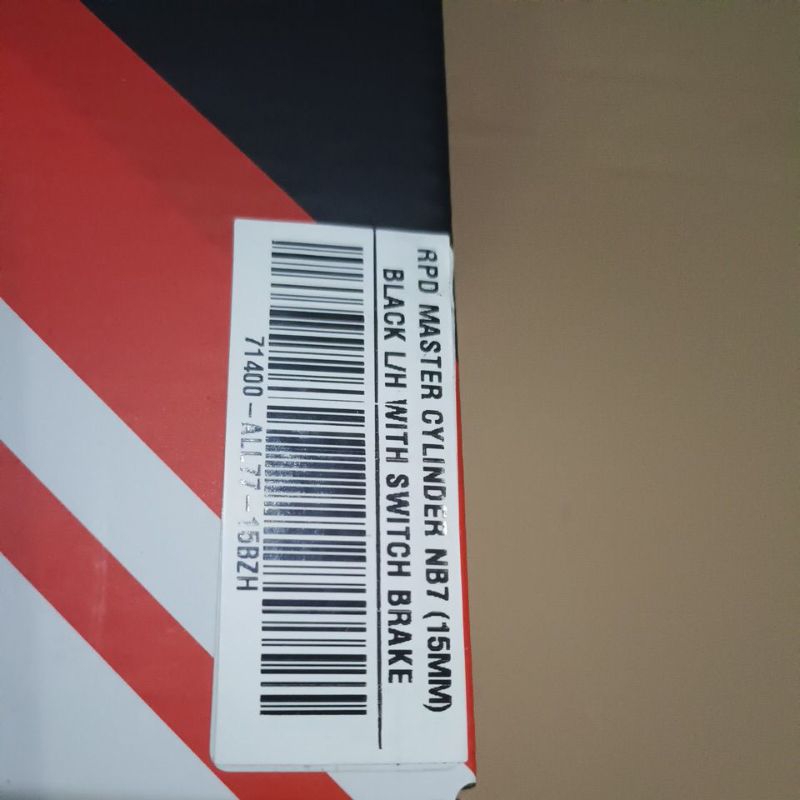 RPD MASTER CYLINDER NB7 (15MM)
BLACK L/H WITH SWITCH BRAKE
71400-ALL77-15BZH